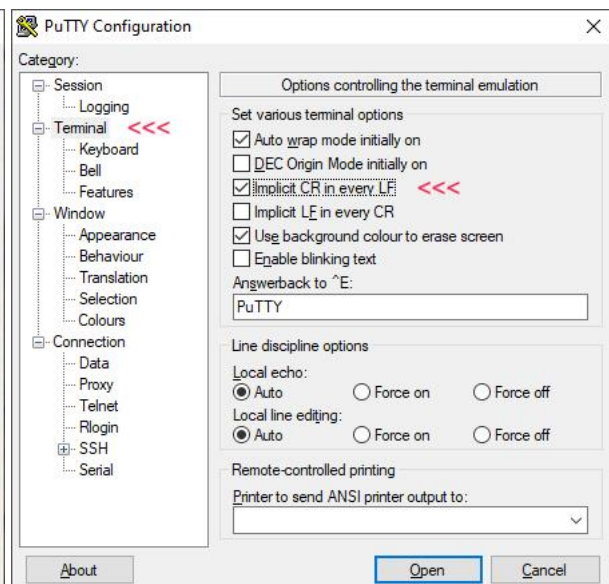 PuTTY Configuration
Category:
Session
Logging
Terminal <<<
Keyboard
Bell
Features
Window
Appearance
Behaviour
Translation
Selection
Colours
Connection
Data
Proxy
Telnet
Rlogin
SSH
Serial
Options controlling the terminal emulation
Set various terminal options
Auto wrap mode initially on
DEC Origin Mode initially on
Implicit CR in every LF <<<
Implicit LF in every CR
Use background colour to erase screen
Enable blinking text
Answerback to ^E:
PuTTY
Line discipline options
Local echo:
Auto Force on Force off
Local line editing:
Auto Force on Force off
Remote-controlled printing
Printer to send ANSI printer output to:
About Open Cancel